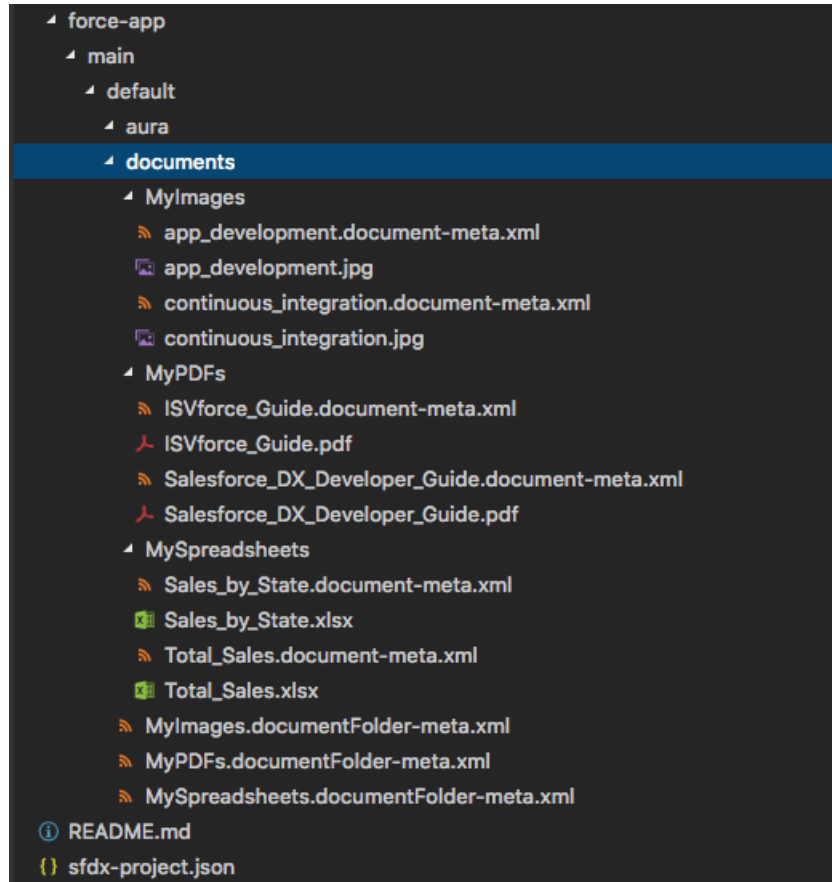 force-app
main
default
aura
documents
MyImages
app_development.document-meta.xml
app_development.jpg
continuous_integration.document-meta.xml
continuous_integration.jpg
MyPDFs
ISVforce_Guide.document-meta.xml
ISVforce_Guide.pdf
Salesforce_DX_Developer_Guide.document-meta.xml
Salesforce_DX_Developer_Guide.pdf
MySpreadsheets
Sales_by_State.document-meta.xml
Sales_by_State.xlsx
Total_Sales.document-meta.xml
Total_Sales.xlsx
MyImages.documentFolder-meta.xml
MyPDFs.documentFolder-meta.xml
MySpreadsheets.documentFolder-meta.xml
README.md
{} sfdx-project.json